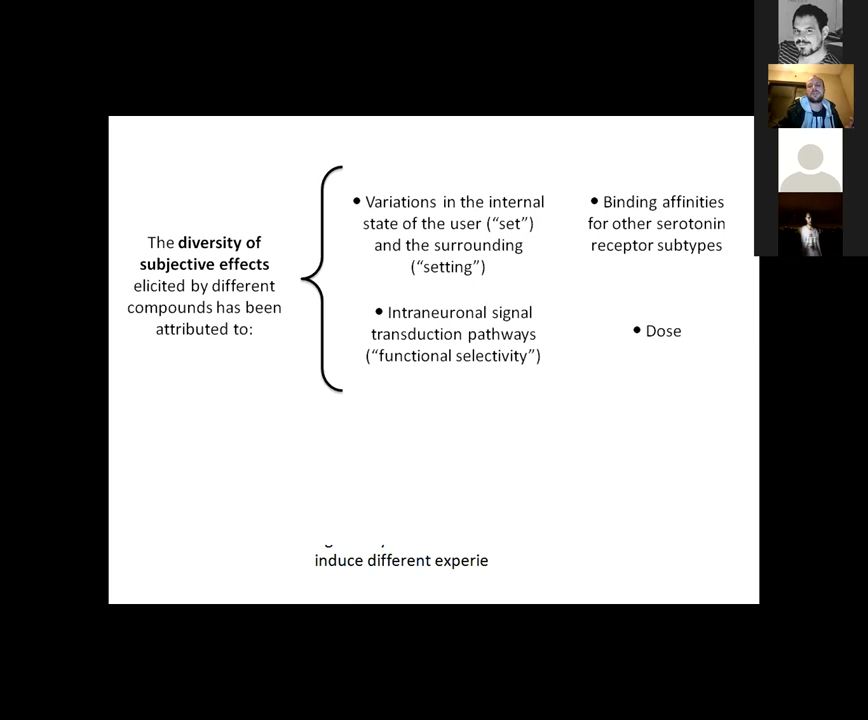 The diversity of
subjective effects
elicited by different
compounds has been
attributed to:
• Variations in the internal
state of the user (“set”)
and the surrounding
(“setting”)
• Binding affinities
for other serotonin
receptor subtypes
• Intraneuronal signal
transduction pathways
(“functional selectivity”)
• Dose
induce different experie